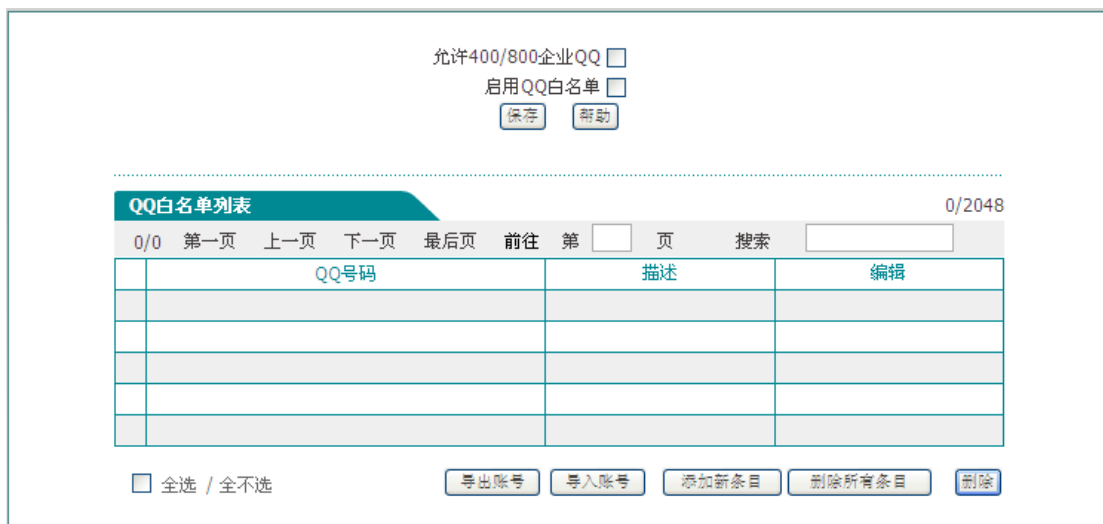 允许400/800企业QQ
启用QQ白名单
保存 帮助
QQ白名单列表 0/2048
0/0 第一页 上一页 下一页 最后页 前往 第 页 搜索
QQ号码 描述 编辑
全选 / 全不选 导出账号 导入账号 添加新条目 删除所有条目 删除